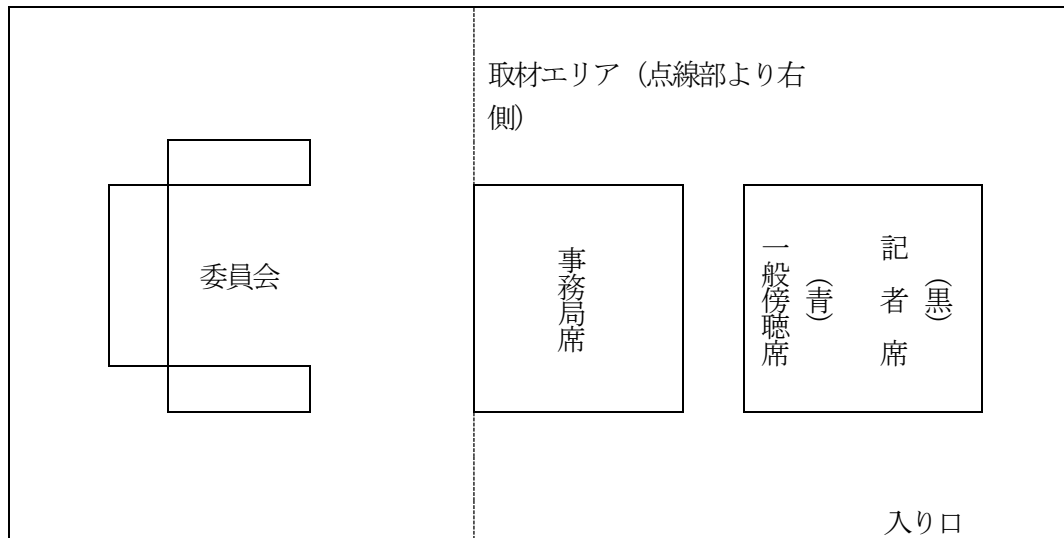 取材エリア（点線部より右
側）
委員会
事務局席
一般傍聴席
（青）
記者席
（黒）
入り口